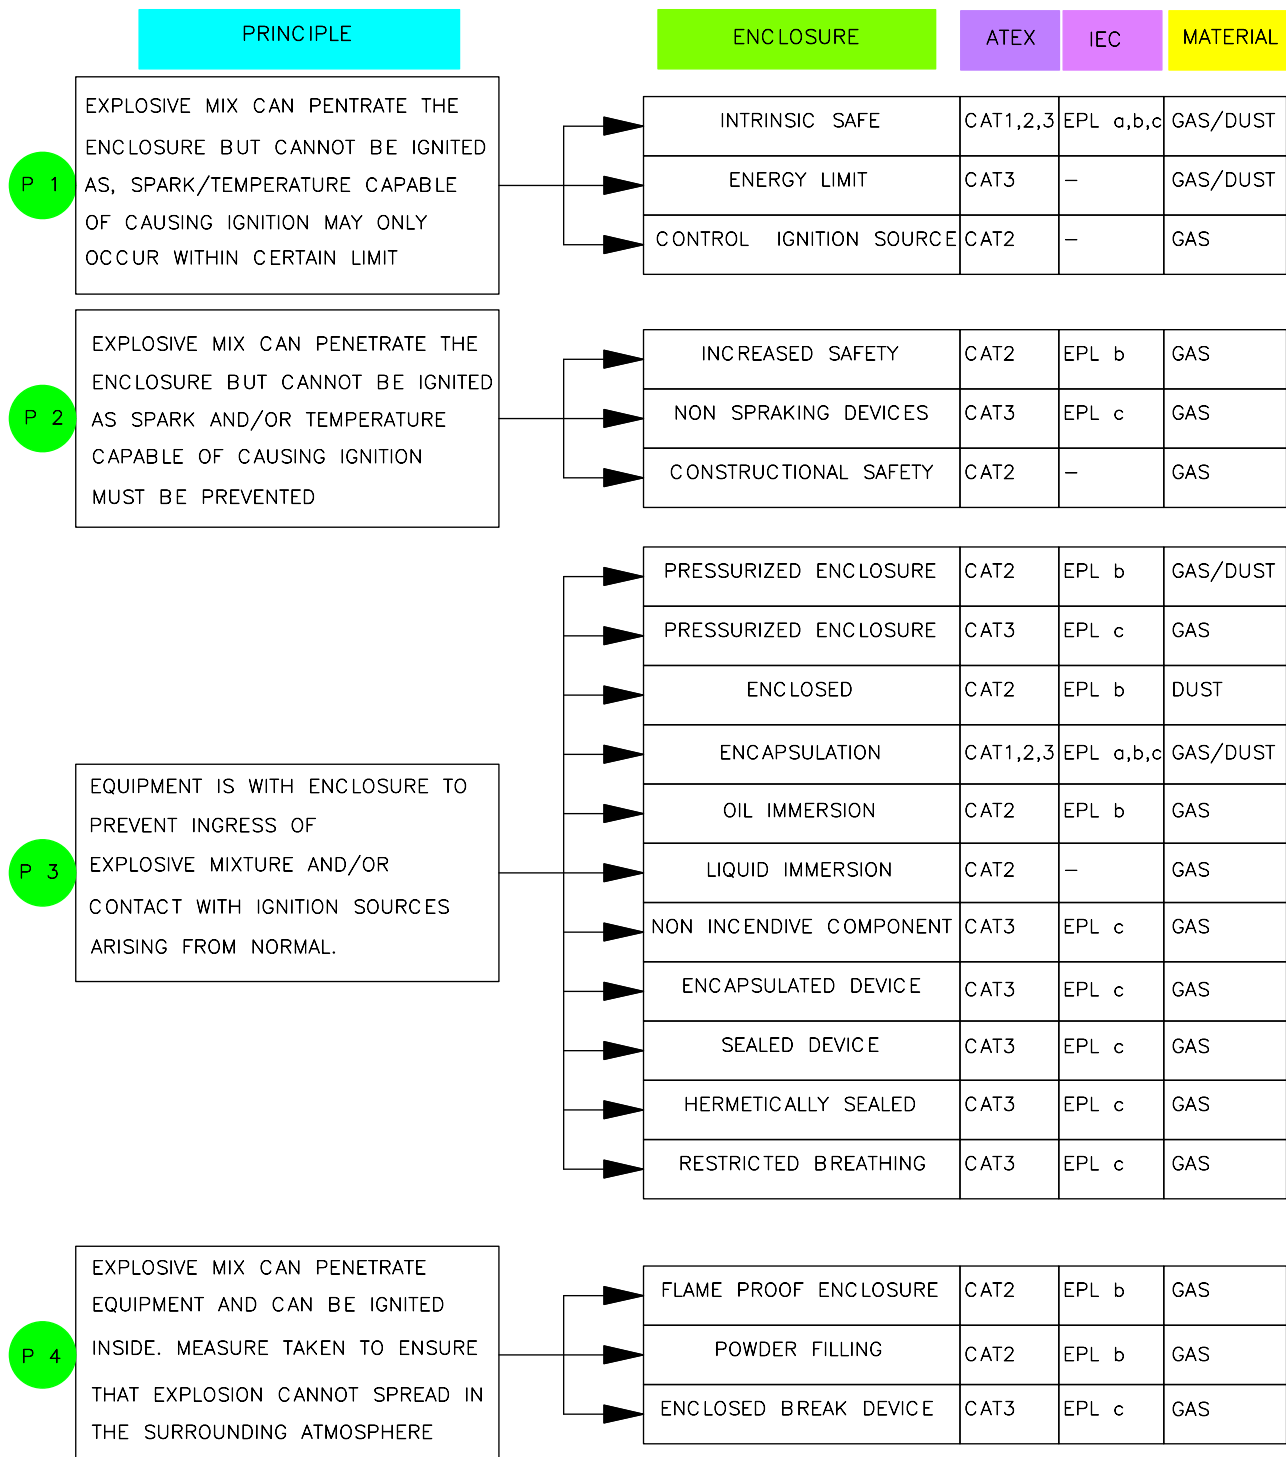 PRINCIPLE ENCLOSURE ATEX IEC MATERIAL
P 1
EXPLOSIVE MIX CAN PENTRATE THE
ENCLOSURE BUT CANNOT BE IGNITED
AS, SPARK/TEMPERATURE CAPABLE
OF CAUSING IGNITION MAY ONLY
OCCUR WITHIN CERTAIN LIMIT
INTRINSIC SAFE CAT1,2,3 EPL a,b,c GAS/DUST
ENERGY LIMIT CAT3 – GAS/DUST
CONTROL IGNITION SOURCE CAT2 – GAS
P 2
EXPLOSIVE MIX CAN PENETRATE THE
ENCLOSURE BUT CANNOT BE IGNITED
AS SPARK AND/OR TEMPERATURE
CAPABLE OF CAUSING IGNITION
MUST BE PREVENTED
INCREASED SAFETY CAT2 EPL b GAS
NON SPRAKING DEVICES CAT3 EPL c GAS
CONSTRUCTIONAL SAFETY CAT2 – GAS
P 3
EQUIPMENT IS WITH ENCLOSURE TO
PREVENT INGRESS OF
EXPLOSIVE MIXTURE AND/OR
CONTACT WITH IGNITION SOURCES
ARISING FROM NORMAL.
PRESSURIZED ENCLOSURE CAT2 EPL b GAS/DUST
PRESSURIZED ENCLOSURE CAT3 EPL c GAS
ENCLOSED CAT2 EPL b DUST
ENCAPSULATION CAT1,2,3 EPL a,b,c GAS/DUST
OIL IMMERSION CAT2 EPL b GAS
LIQUID IMMERSION CAT2 – GAS
NON INCENDIVE COMPONENT CAT3 EPL c GAS
ENCAPSULATED DEVICE CAT3 EPL c GAS
SEALED DEVICE CAT3 EPL c GAS
HERMETICALLY SEALED CAT3 EPL c GAS
RESTRICTED BREATHING CAT3 EPL c GAS
P 4
EXPLOSIVE MIX CAN PENETRATE
EQUIPMENT AND CAN BE IGNITED
INSIDE. MEASURE TAKEN TO ENSURE
THAT EXPLOSION CANNOT SPREAD IN
THE SURROUNDING ATMOSPHERE
FLAME PROOF ENCLOSURE CAT2 EPL b GAS
POWDER FILLING CAT2 EPL b GAS
ENCLOSED BREAK DEVICE CAT3 EPL c GAS